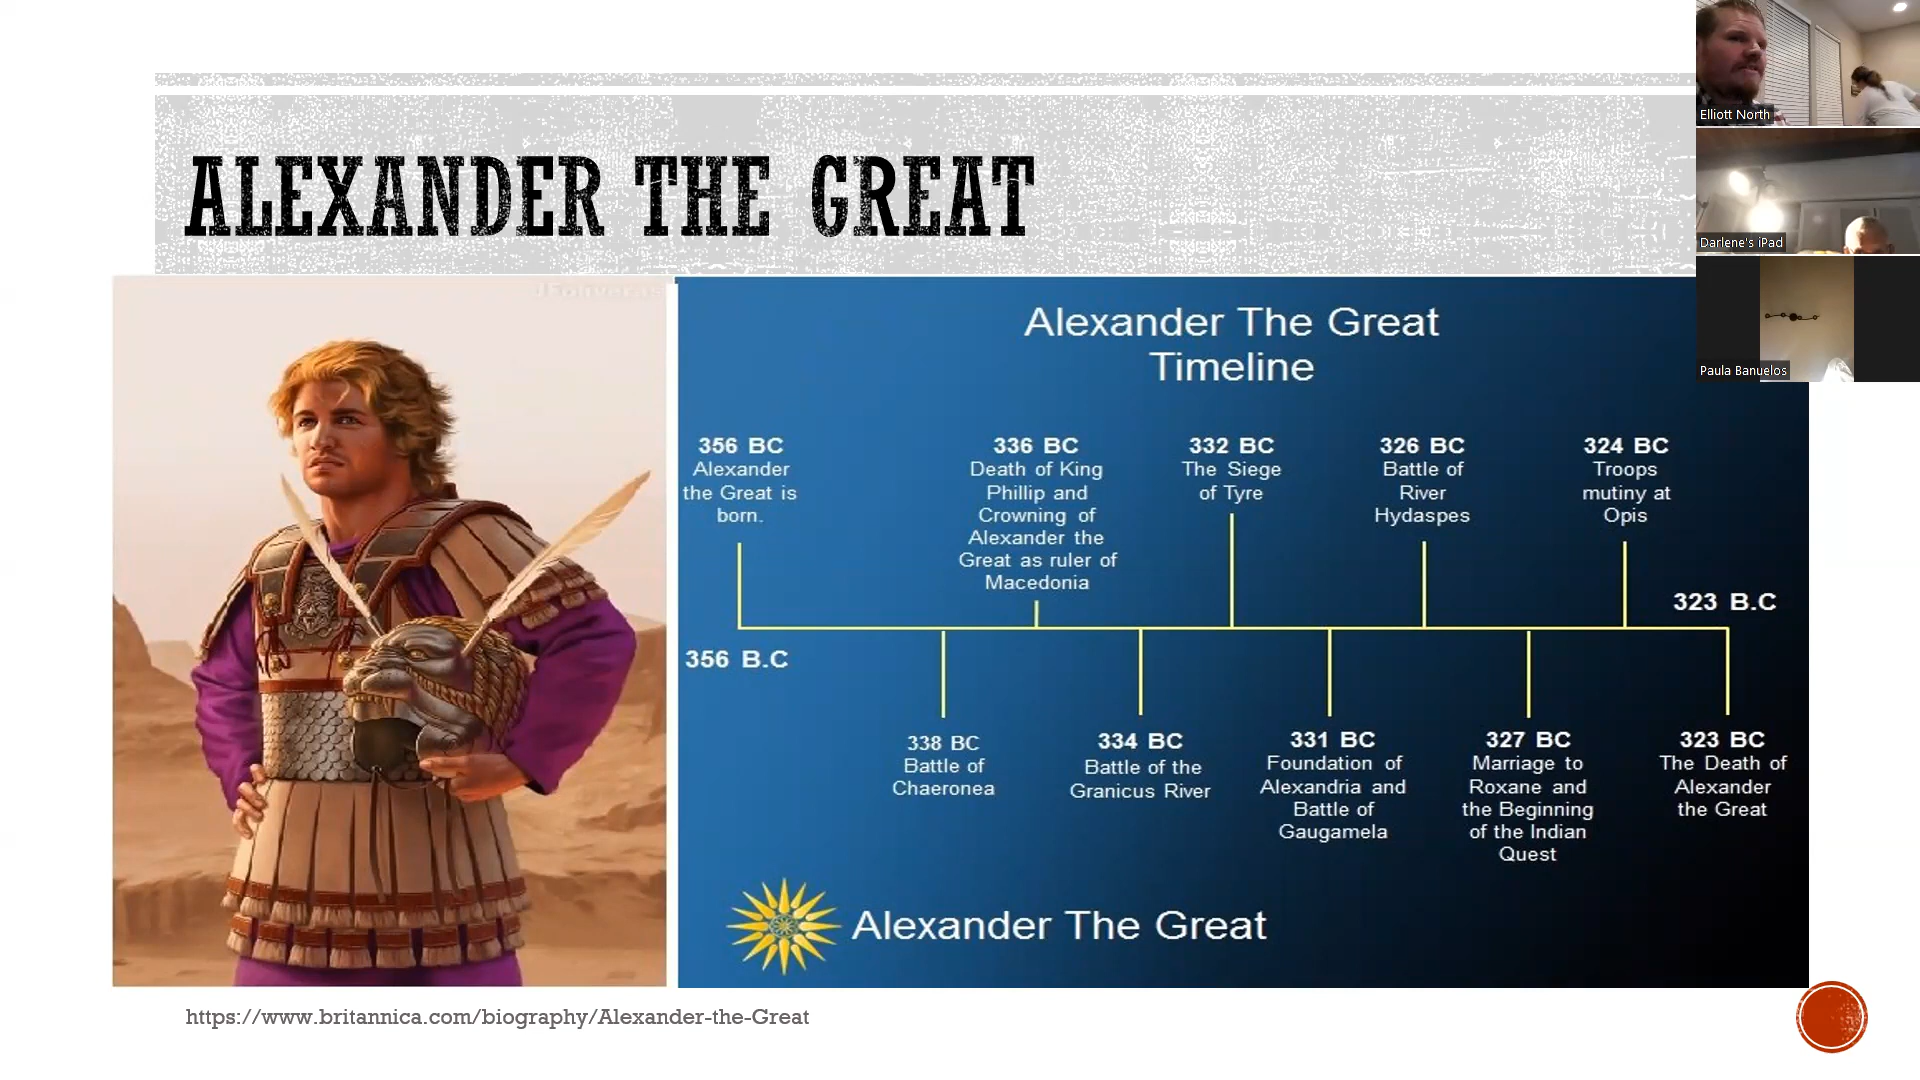 ALEXANDER THE GREAT
Alexander The Great
Timeline
356 BC
Alexander
the Great is
born.
336 BC
Death of King
Phillip and
Crowning of
Alexander the
Great as ruler of
Macedonia
332 BC
The Siege
of Tyre
326 BC
Battle of
River
Hydaspes
324 BC
Troops
mutiny at
Opis
323 B.C
356 B.C
338 BC
Battle of
Chaeronea
334 BC
Battle of the
Granicus River
331 BC
Foundation of
Alexandria and
Battle of
Gaugamela
327 BC
Marriage to
Roxane and
the Beginning
of the Indian
Quest
323 BC
The Death of
Alexander
the Great
Alexander The Great
https://www.britannica.com/biography/Alexander-the-Great
Elliott North
Darlene's iPad
Paula Banuelos